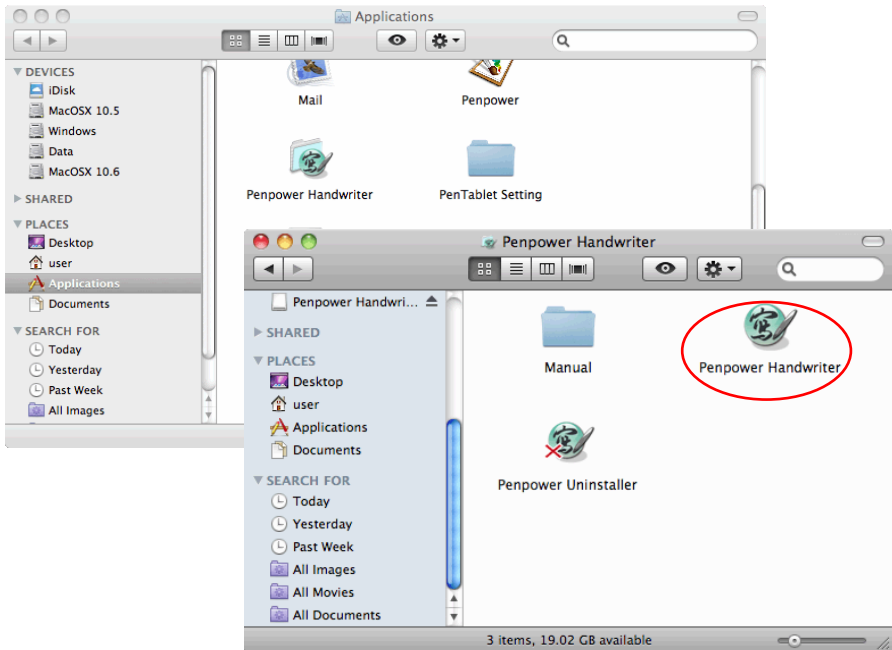 Applications
DEVICES
iDisk
MacOSX 10.5
Windows
Data
MacOSX 10.6
SHARED
PLACES
Desktop
user
Applications
Documents
SEARCH FOR
Today
Yesterday
Past Week
All Images
Mail
Penpower
Penpower Handwriter
PenTablet Setting
Penpower Handwriter
Penpower Handwri...
SHARED
PLACES
Desktop
user
Applications
Documents
SEARCH FOR
Today
Yesterday
Past Week
All Images
All Movies
All Documents
Manual
寫
Penpower Handwriter
寫
Penpower Uninstaller
3 items, 19.02 GB available